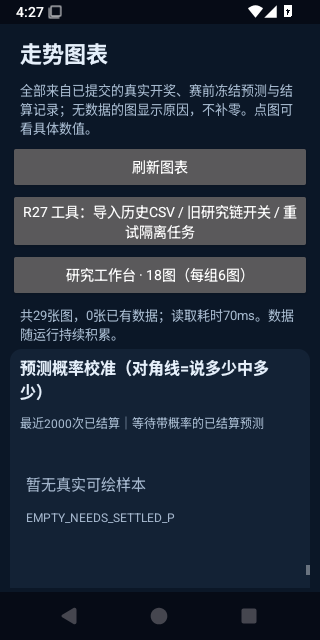 4:27
走势图表
全部来自已提交的真实开奖、赛前冻结预测与结
算记录；无数据的图显示原因，不补零。点图可
看具体数值。
刷新图表
R27 工具：导入历史CSV / 旧研究链开关 / 重
试隔离任务
研究工作台 · 18图（每组6图）
共29张图，0张已有数据；读取耗时70ms。数据
随运行持续积累。
预测概率校准（对角线=说多少中多
少）
最近2000次已结算｜等待带概率的已结算预测
暂无真实可绘样本
EMPTY_NEEDS_SETTLED_P